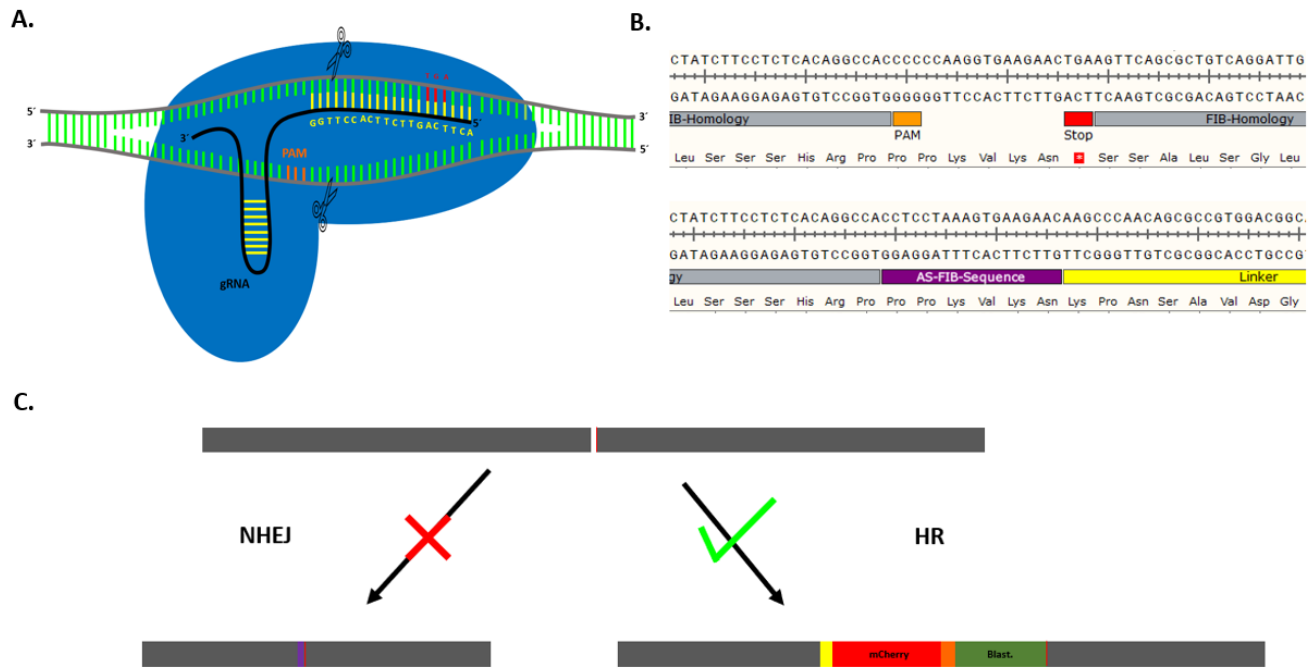 A.
5´
3´
3´
5´
3´
5´
GGTTCCACTTCTTGACTTCA
PAM
gRNA
B.
CTATCTTCCTCTCACAGGCCACCCCCCAAGGTGAAGAACTGAAGTTCAGCGCTGTCAGGATTG
GATAGAAGGAGAGTGTCCGGTGGGGGGTTCCACTTCTTGACTTCAAGTCGCGACAGTCCTAAC
IB-Homology FIB-Homology
PAM Stop
Leu Ser Ser Ser His Arg Pro Pro Pro Lys Val Lys Asn * Ser Ser Ala Leu Ser Gly Leu
CTATCTTCCTCTCACAGGCCACCTCCTAAAGTGAAGAACAAGCCCAACAGCGCCGTGGACGGC
GATAGAAGGAGAGTGTCCGGTGGAGGATTTCACTTCTTGTTCGGGTTGTCGCGGCACCTGCCG
gy AS-FIB-Sequence Linker
Leu Ser Ser Ser His Arg Pro Pro Pro Lys Val Lys Asn Lys Pro Asn Ser Ala Val Asp Gly
C.
NHEJ HR
mCherry Blast.